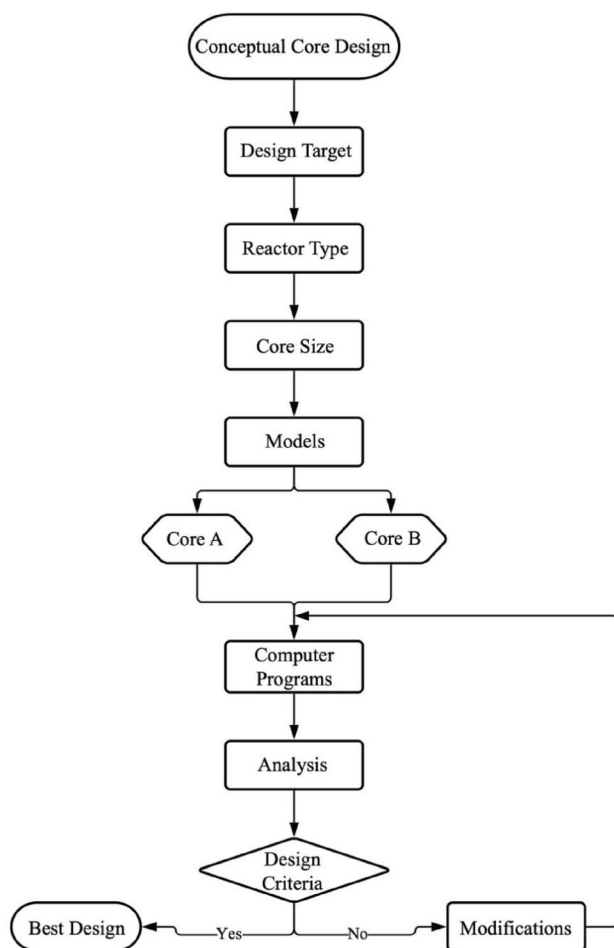 Conceptual Core Design
Design Target
Reactor Type
Core Size
Models
Core A
Core B
Computer
Programs
Analysis
Design
Criteria
Best Design
Yes
No
Modifications